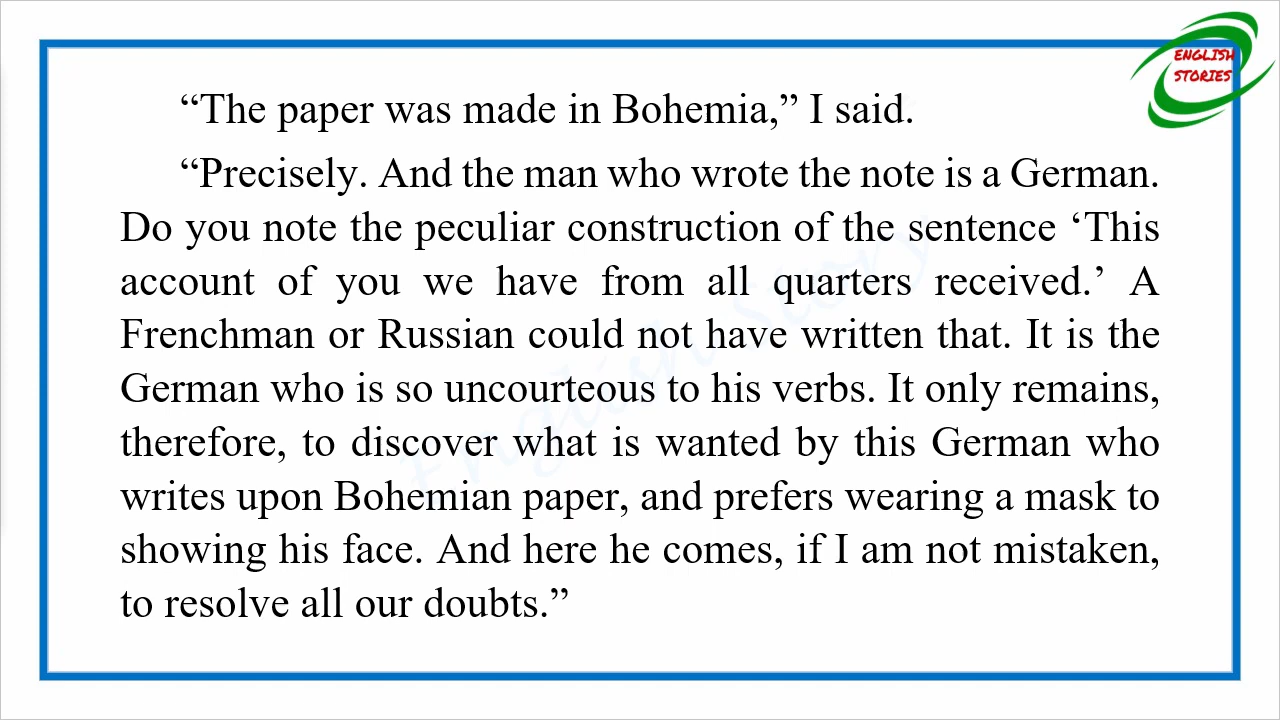 ENGLISH
STORIES
“The paper was made in Bohemia,” I said.
“Precisely. And the man who wrote the note is a German.
Do you note the peculiar construction of the sentence ‘This
account of you we have from all quarters received.’ A
Frenchman or Russian could not have written that. It is the
German who is so uncourteous to his verbs. It only remains,
therefore, to discover what is wanted by this German who
writes upon Bohemian paper, and prefers wearing a mask to
showing his face. And here he comes, if I am not mistaken,
to resolve all our doubts.”
English Story